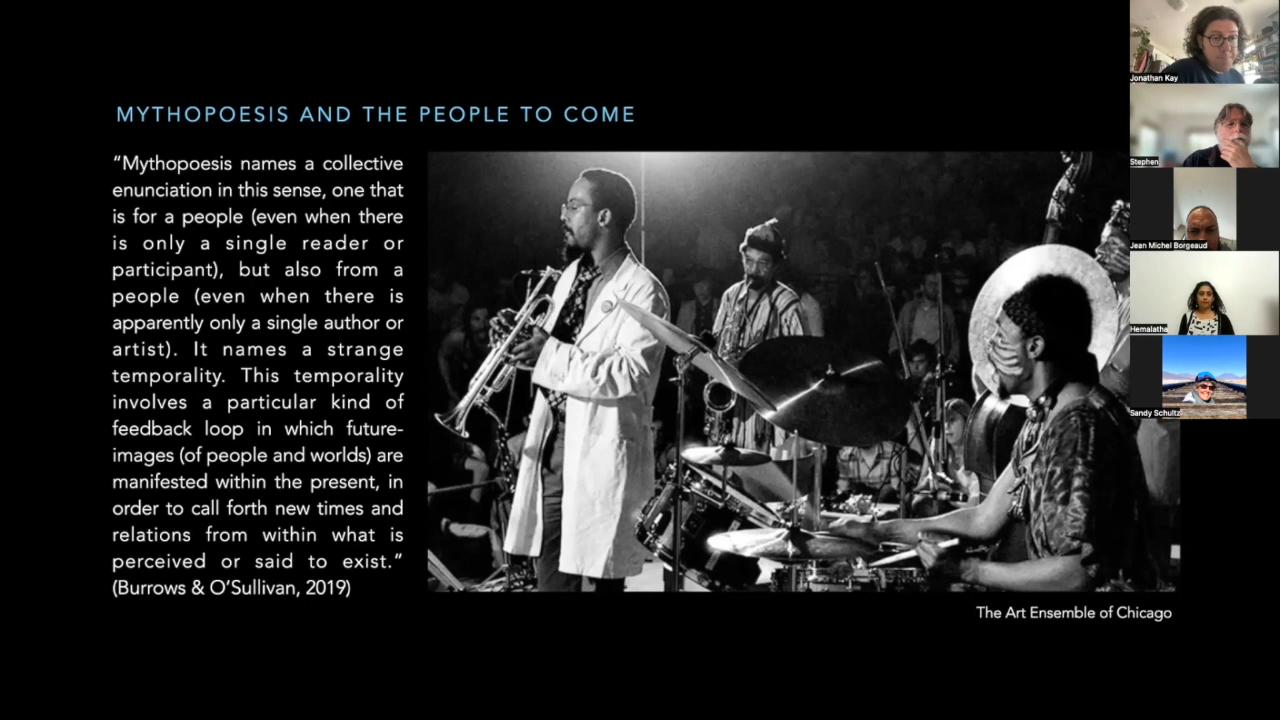 MYTHOPOESIS AND THE PEOPLE TO COME
“Mythopoesis names a collective
enunciation in this sense, one that
is for a people (even when there
is only a single reader or
participant), but also from a
people (even when there is
apparently only a single author or
artist). It names a strange
temporality. This temporality
involves a particular kind of
feedback loop in which future-
images (of people and worlds) are
manifested within the present, in
order to call forth new times and
relations from within what is
perceived or said to exist.”
(Burrows & O’Sullivan, 2019)
The Art Ensemble of Chicago
Jonathan Kay
Stephen
Jean Michel Borgeaud
Hemalatha
Sandy Schultz